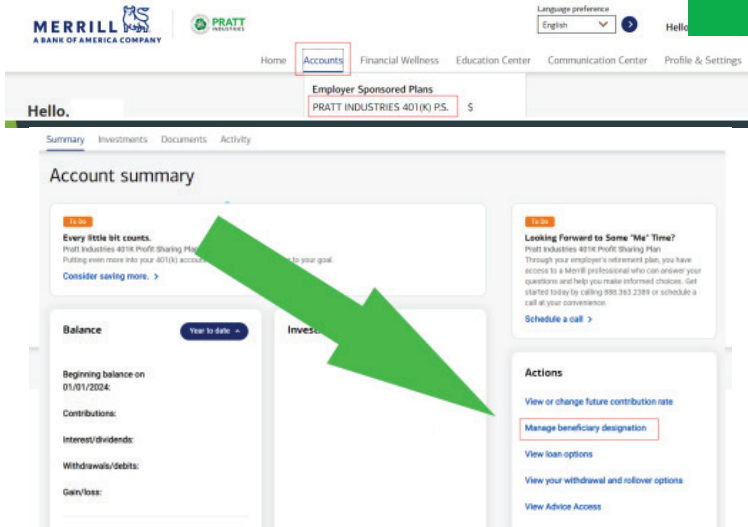 Language preference
MERRILL
A BANK OF AMERICA COMPANY
PRATT
INDUSTRIES
English
Hello
Home Accounts Financial Wellness Education Center Communication Center Profile & Settings
Employer Sponsored Plans
PRATT INDUSTRIES 401(K) P.S. $
Hello.
Summary Investments Documents Activity
Account summary
To Do
Every little bit counts.
Pratt Industries 401K Profit Sharing Plan
Putting even more into your 401(k) account to your goal.
Consider saving more. >
To Do
Looking Forward to Some "Me" Time?
Pratt Industries 401K Profit Sharing Plan
Through your employer's retirement plan, you have
access to a Merrill professional who can answer your
questions and help you make informed choices. Get
started today by calling 888.363.2389 or schedule a
call at your convenience.
Schedule a call >
Balance Year to date
Beginning balance on
01/01/2024:
Contributions:
Interest/dividends:
Withdrawals/debits:
Gain/loss:
Actions
View or change future contribution rate
Manage beneficiary designation
View loan options
View your withdrawal and rollover options
View Advice Access